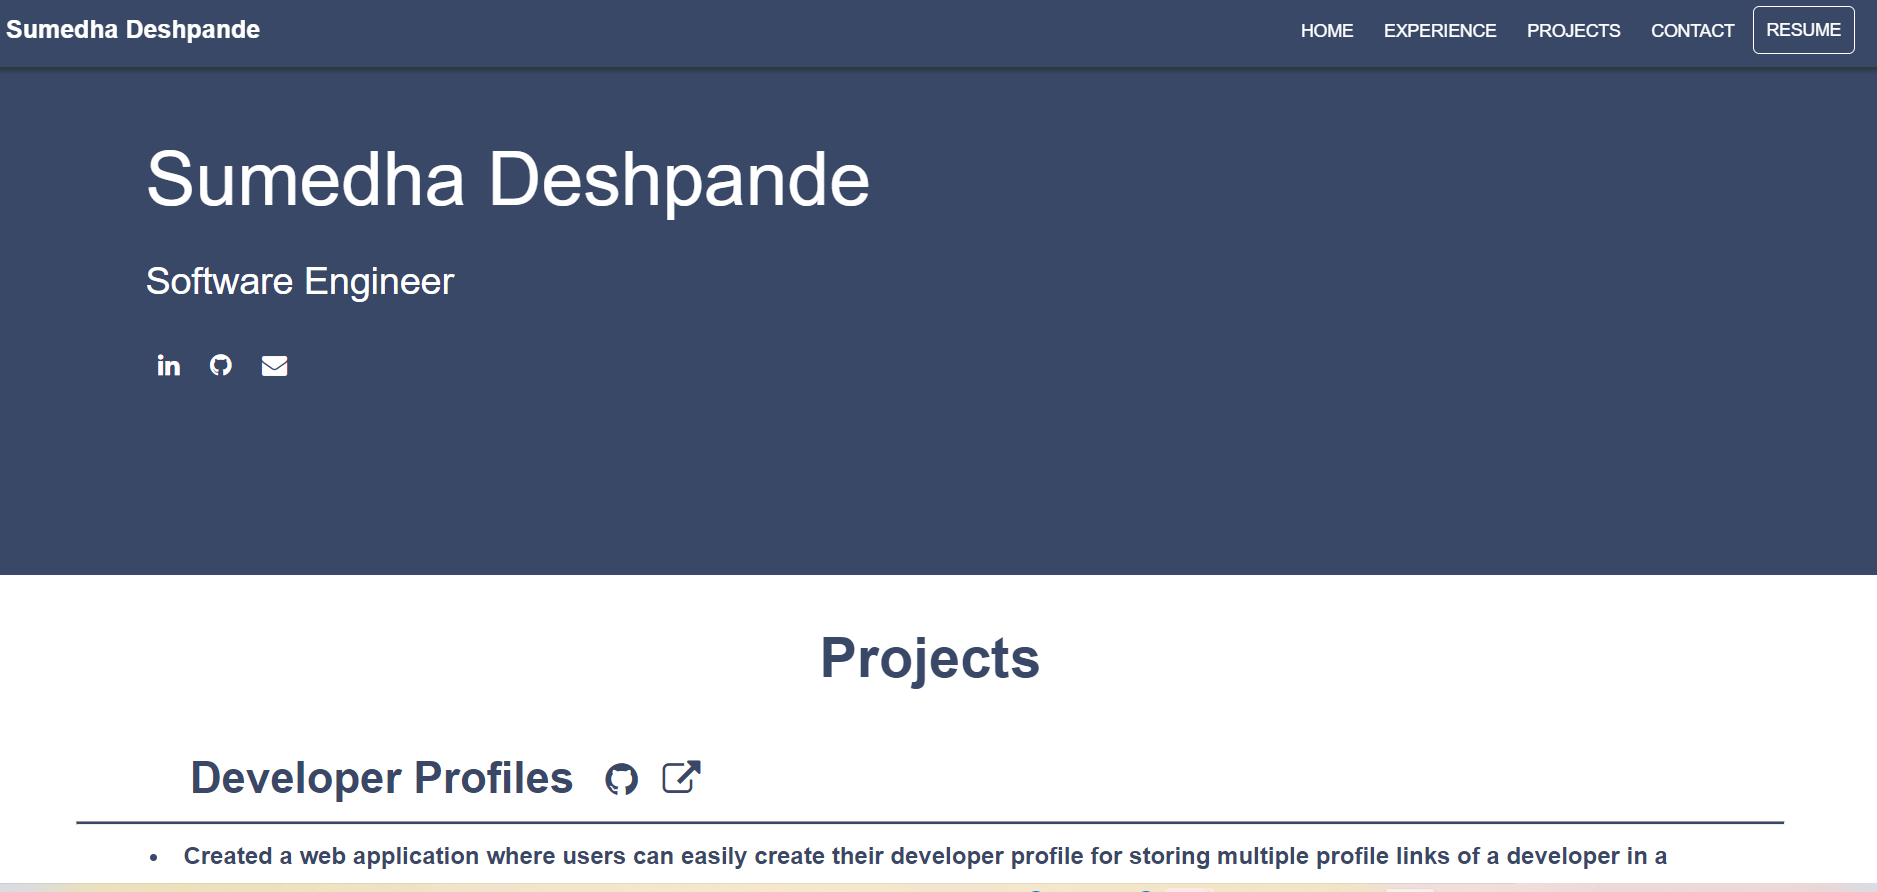 Sumedha Deshpande
HOME EXPERIENCE PROJECTS CONTACT RESUME
Sumedha Deshpande
Software Engineer
in
Projects
Developer Profiles
• Created a web application where users can easily create their developer profile for storing multiple profile links of a developer in a